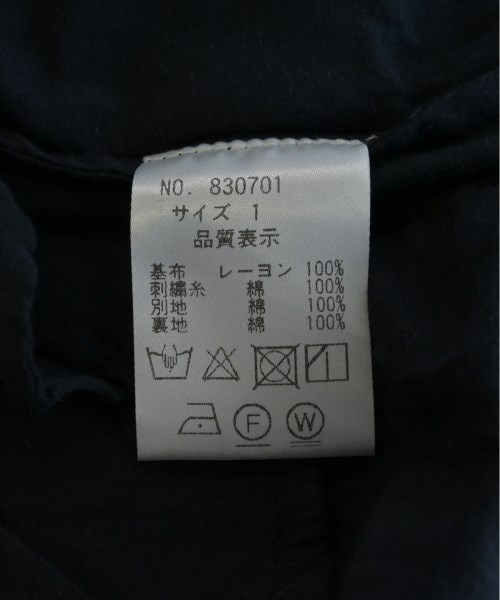 NO. 830701
サイズ 1
品質表示
基布 レーヨン 100%
刺繍糸 綿 100%
別地 綿 100%
裏地 綿 100%
F W